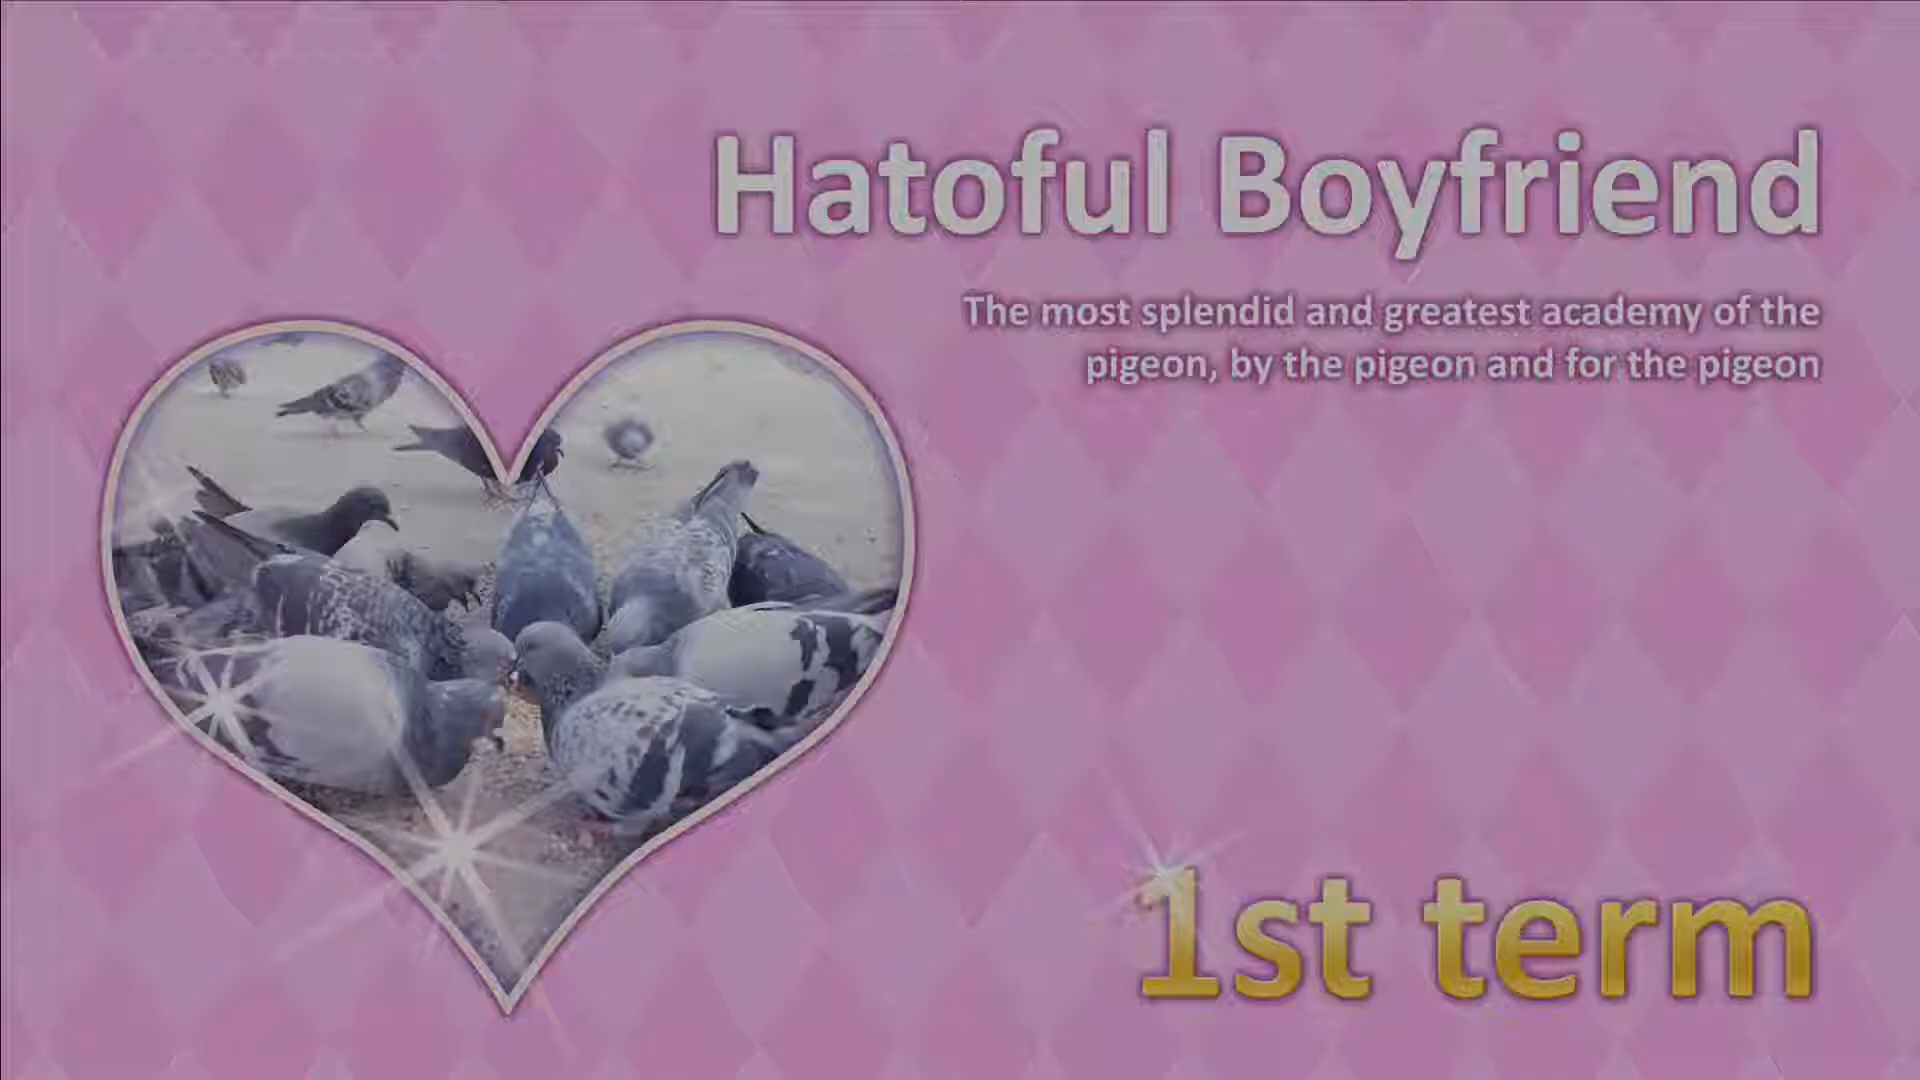 Hatoful Boyfriend
The most splendid and greatest academy of the
pigeon, by the pigeon and for the pigeon
1st term